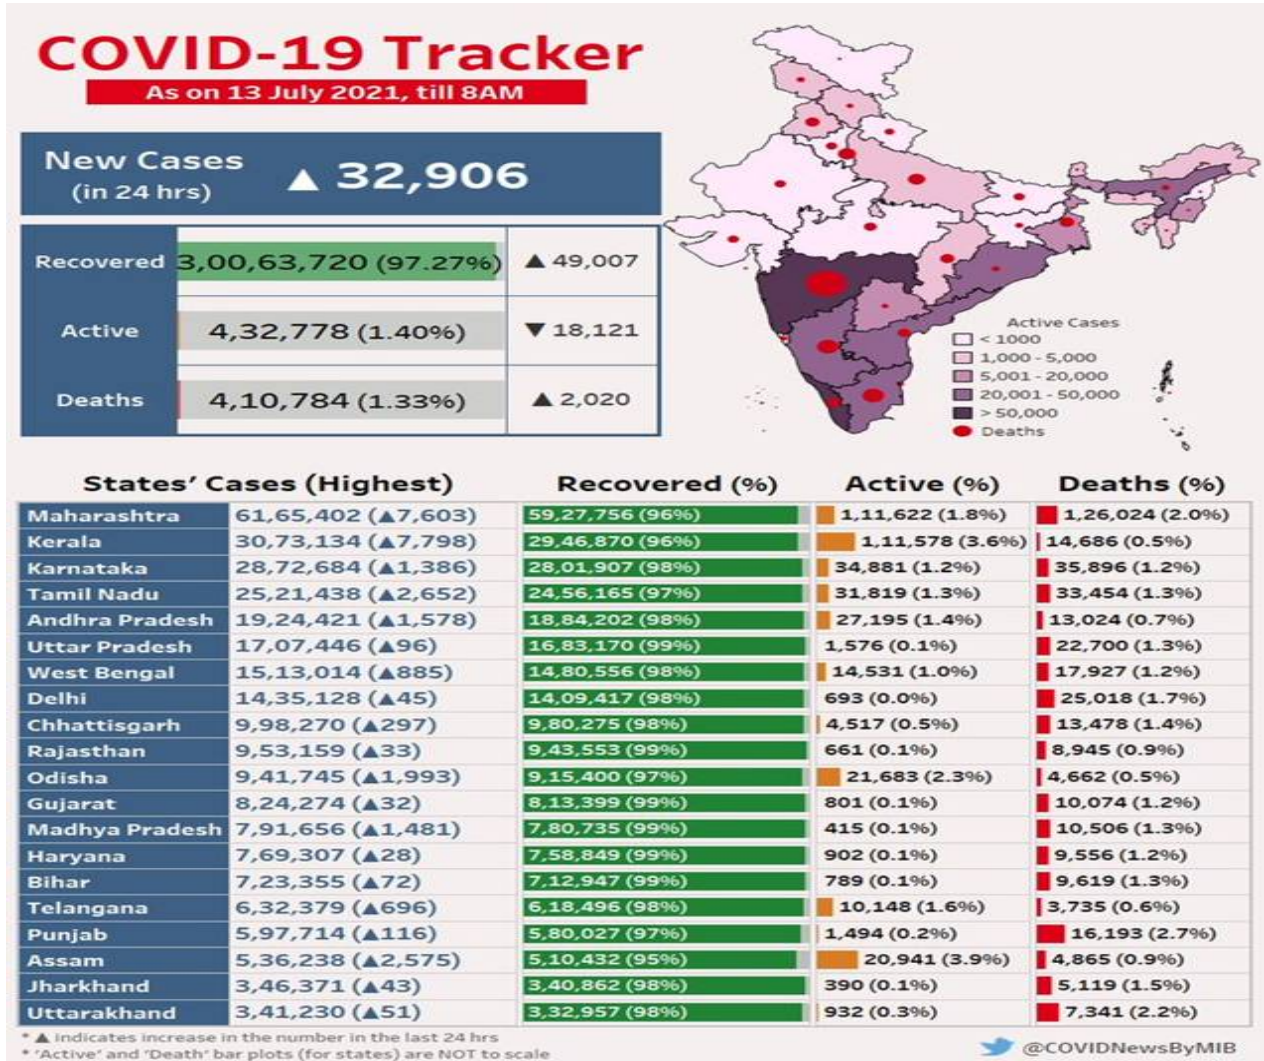 COVID-19 Tracker
As on 13 July 2021, till 8AM
New Cases
(in 24 hrs)
▲ 32,906
Recovered 3,00,63,720 (97.27%) ▲ 49,007
Active 4,32,778 (1.40%) ▼ 18,121
Deaths 4,10,784 (1.33%) ▲ 2,020
Active Cases
< 1000
1,000 - 5,000
5,001 - 20,000
20,001 - 50,000
> 50,000
Deaths
States' Cases (Highest) Recovered (%) Active (%) Deaths (%)
Maharashtra 61,65,402 (▲7,603) 59,27,756 (96%) 1,11,622 (1.8%) 1,26,024 (2.0%)
Kerala 30,73,134 (▲7,798) 29,46,870 (96%) 1,11,578 (3.6%) 14,686 (0.5%)
Karnataka 28,72,684 (▲1,386) 28,01,907 (98%) 34,881 (1.2%) 35,896 (1.2%)
Tamil Nadu 25,21,438 (▲2,652) 24,56,165 (97%) 31,819 (1.3%) 33,454 (1.3%)
Andhra Pradesh 19,24,421 (▲1,578) 18,84,202 (98%) 27,195 (1.4%) 13,024 (0.7%)
Uttar Pradesh 17,07,446 (▲96) 16,83,170 (99%) 1,576 (0.1%) 22,700 (1.3%)
West Bengal 15,13,014 (▲885) 14,80,556 (98%) 14,531 (1.0%) 17,927 (1.2%)
Delhi 14,35,128 (▲45) 14,09,417 (98%) 693 (0.0%) 25,018 (1.7%)
Chhattisgarh 9,98,270 (▲297) 9,80,275 (98%) 4,517 (0.5%) 13,478 (1.4%)
Rajasthan 9,53,159 (▲33) 9,43,553 (99%) 661 (0.1%) 8,945 (0.9%)
Odisha 9,41,745 (▲1,993) 9,15,400 (97%) 21,683 (2.3%) 4,662 (0.5%)
Gujarat 8,24,274 (▲32) 8,13,399 (99%) 801 (0.1%) 10,074 (1.2%)
Madhya Pradesh 7,91,656 (▲1,481) 7,80,735 (99%) 415 (0.1%) 10,506 (1.3%)
Haryana 7,69,307 (▲28) 7,58,849 (99%) 902 (0.1%) 9,556 (1.2%)
Bihar 7,23,355 (▲72) 7,12,947 (99%) 789 (0.1%) 9,619 (1.3%)
Telangana 6,32,379 (▲696) 6,18,496 (98%) 10,148 (1.6%) 3,735 (0.6%)
Punjab 5,97,714 (▲116) 5,80,027 (97%) 1,494 (0.2%) 16,193 (2.7%)
Assam 5,36,238 (▲2,575) 5,10,432 (95%) 20,941 (3.9%) 4,865 (0.9%)
Jharkhand 3,46,371 (▲43) 3,40,862 (98%) 390 (0.1%) 5,119 (1.5%)
Uttarakhand 3,41,230 (▲51) 3,32,957 (98%) 932 (0.3%) 7,341 (2.2%)
* ▲ indicates increase in the number in the last 24 hrs
* 'Active' and 'Death' bar plots (for states) are NOT to scale
@COVIDNewsByMIB